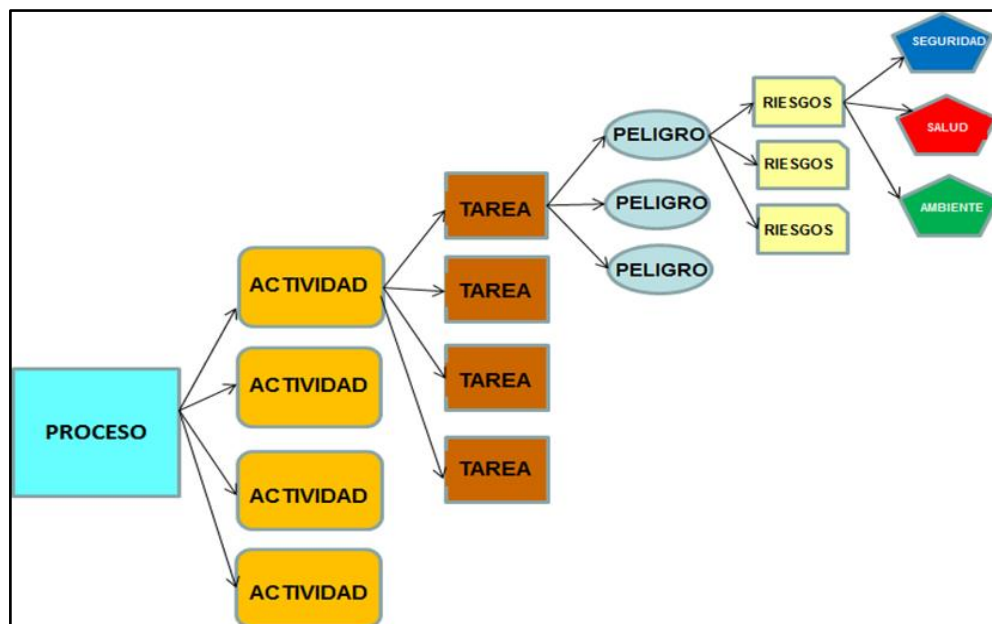 PROCESO
ACTIVIDAD
ACTIVIDAD
ACTIVIDAD
ACTIVIDAD
TAREA
TAREA
TAREA
TAREA
PELIGRO
PELIGRO
PELIGRO
RIESGOS
RIESGOS
RIESGOS
SEGURIDAD
SALUD
AMBIENTE